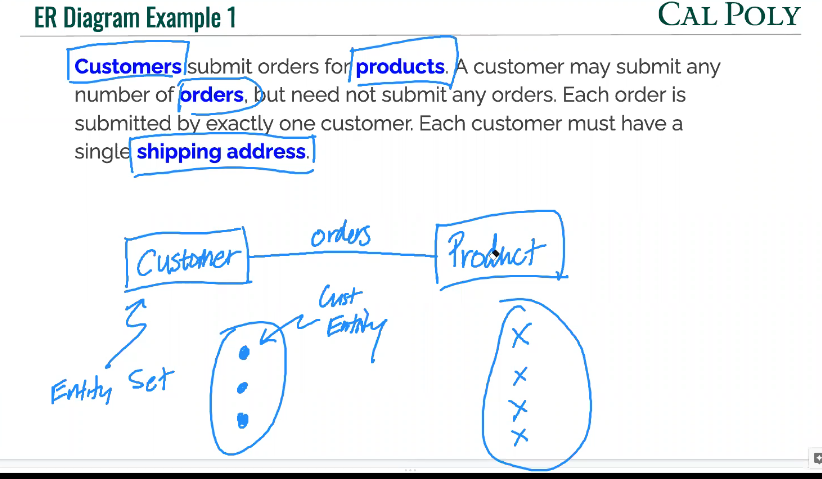 ER Diagram Example 1
CAL POLY
Customers submit orders for products. A customer may submit any
number of orders, but need not submit any orders. Each order is
submitted by exactly one customer. Each customer must have a
single shipping address.
orders
Customer
Product
Cust
Entity
Entity Set